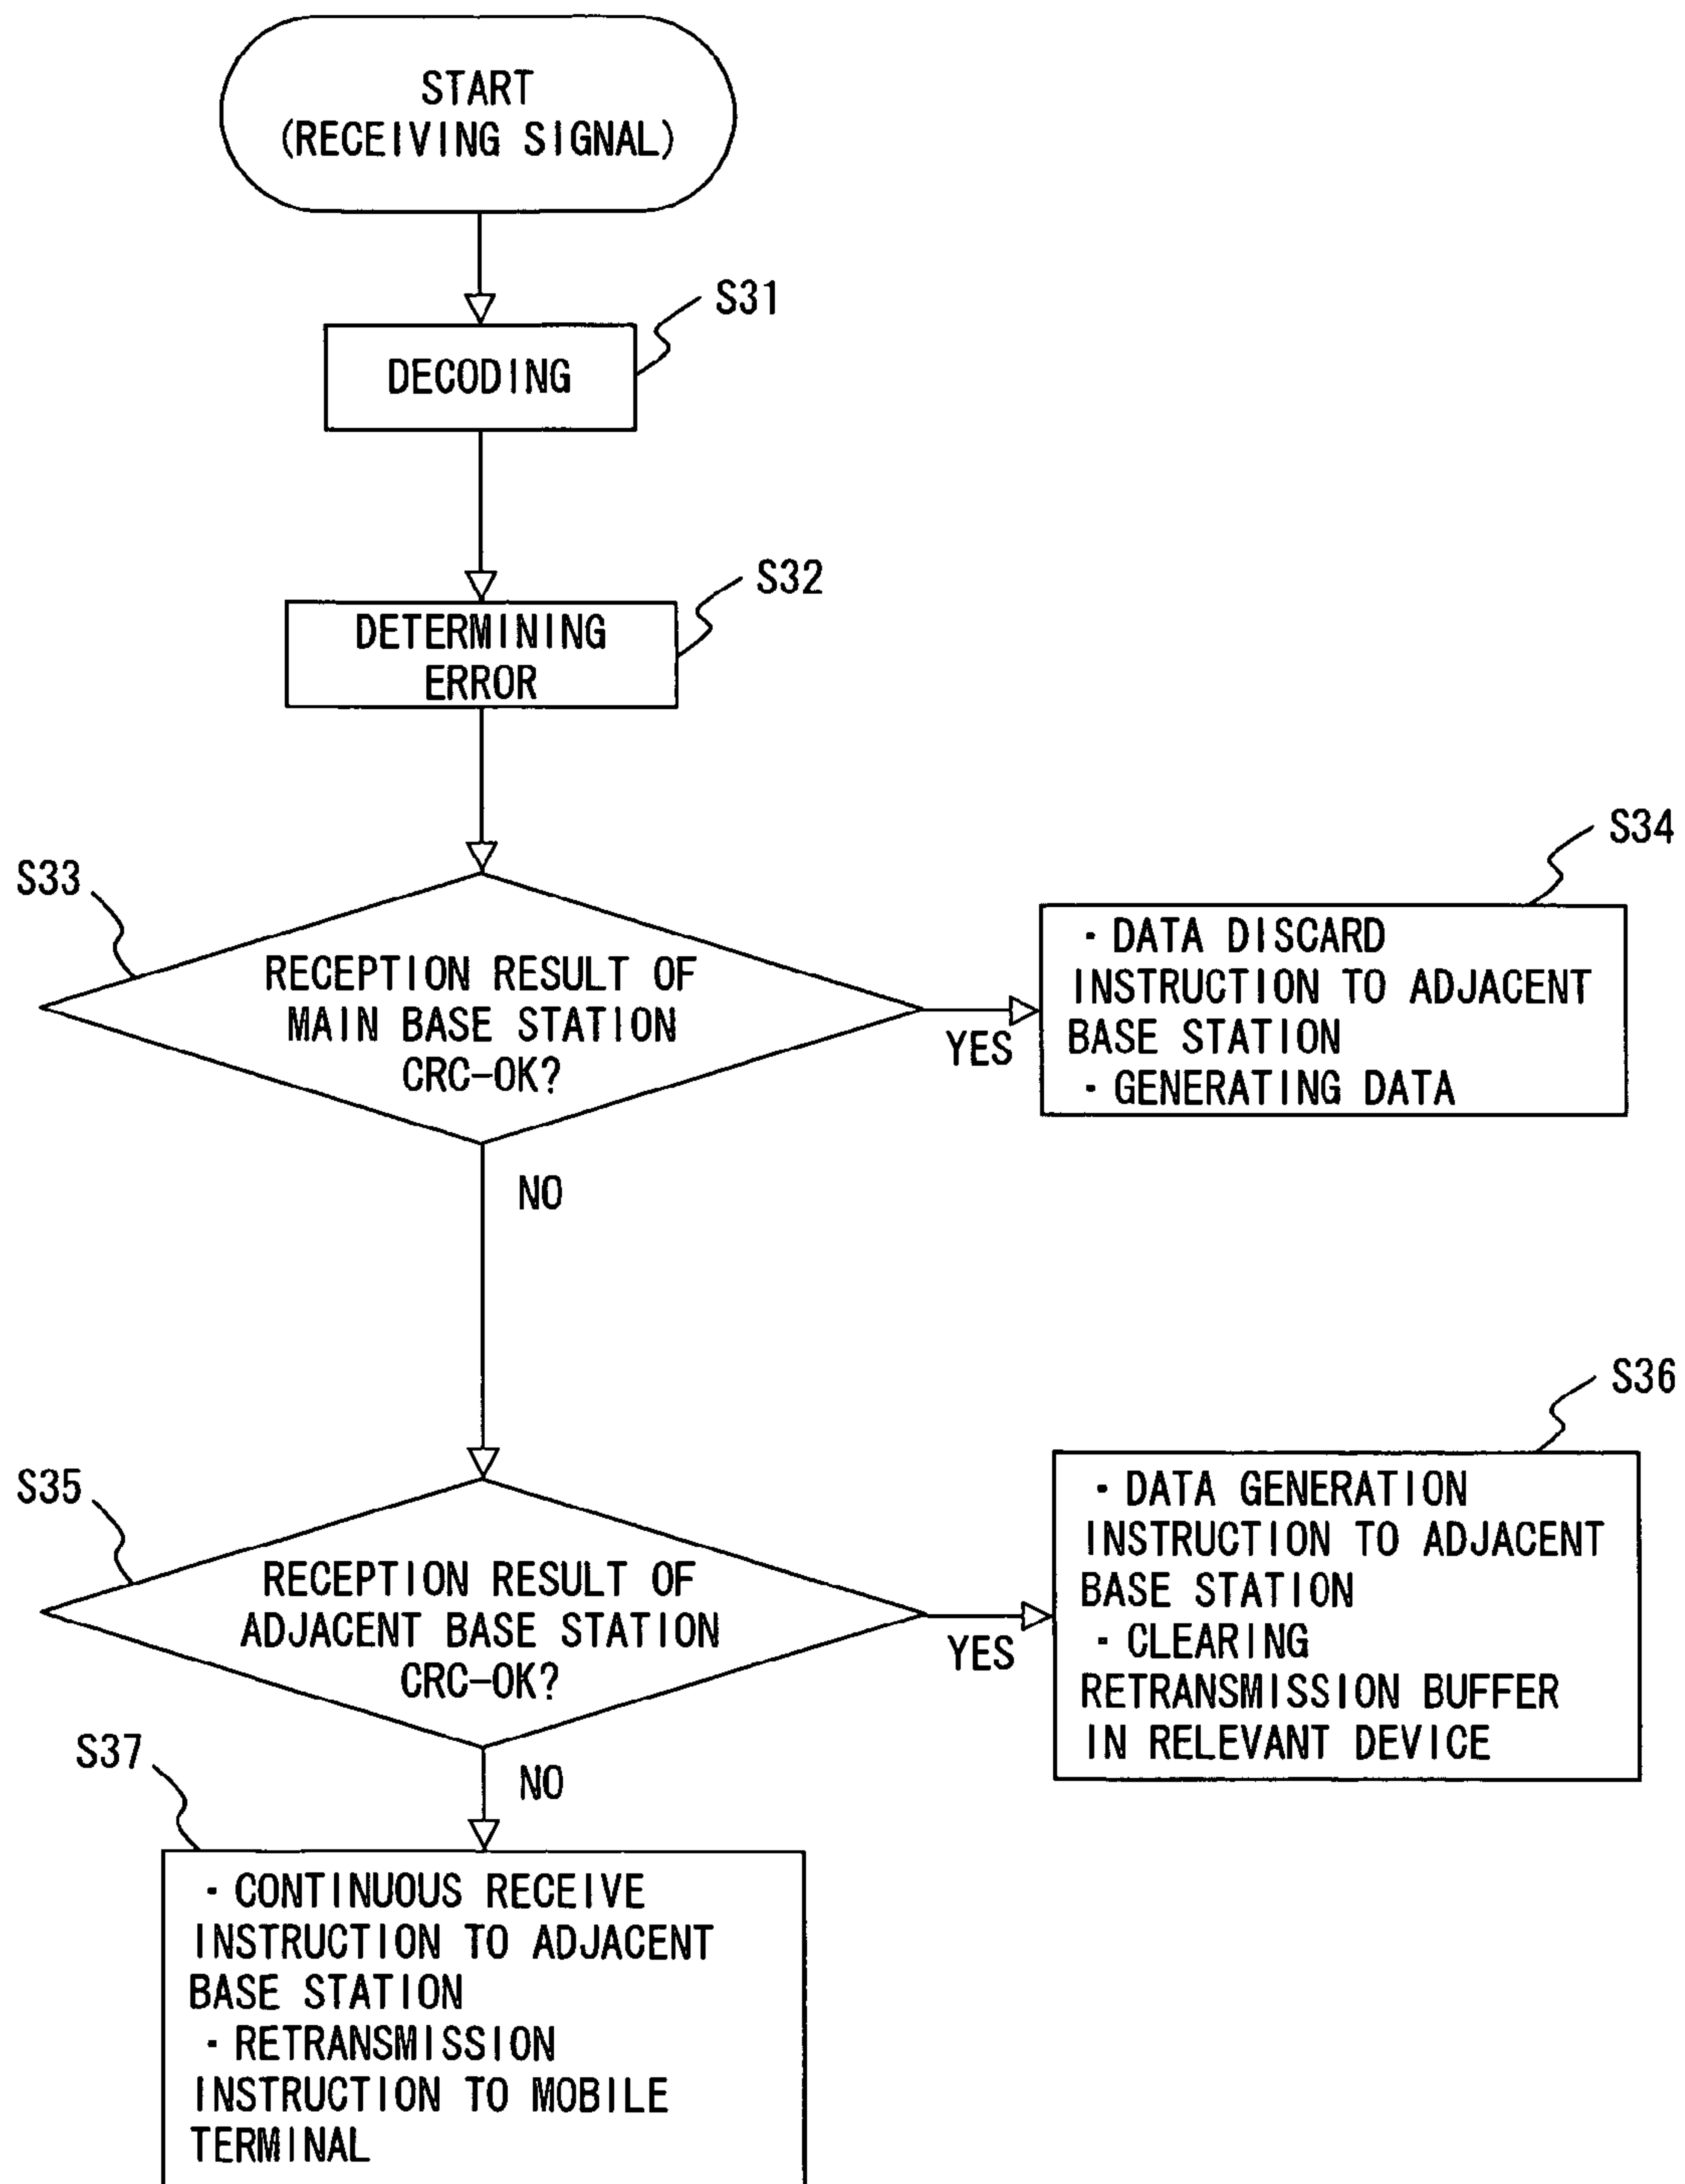 START
(RECEIVING SIGNAL)
S31
DECODING
S32
DETERMINING
ERROR
S33
RECEPTION RESULT OF
MAIN BASE STATION
CRC-OK?
YES
S34
- DATA DISCARD
INSTRUCTION TO ADJACENT
BASE STATION
- GENERATING DATA
NO
S35
RECEPTION RESULT OF
ADJACENT BASE STATION
CRC-OK?
YES
S36
- DATA GENERATION
INSTRUCTION TO ADJACENT
BASE STATION
- CLEARING
RETRANSMISSION BUFFER
IN RELEVANT DEVICE
NO
S37
- CONTINUOUS RECEIVE
INSTRUCTION TO ADJACENT
BASE STATION
- RETRANSMISSION
INSTRUCTION TO MOBILE
TERMINAL